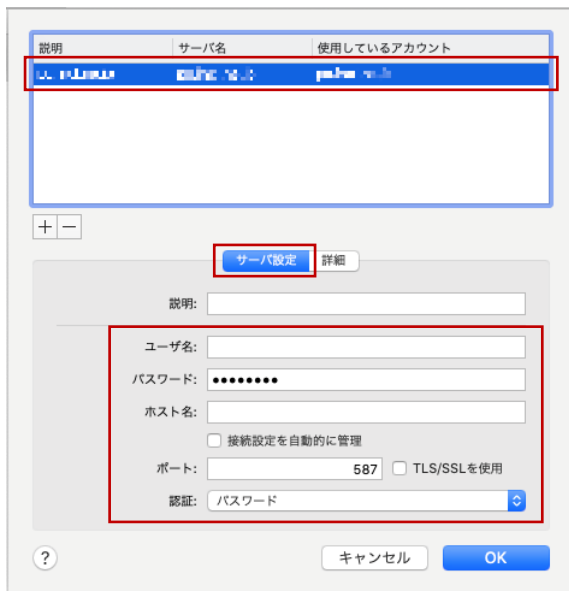 説明 サーバ名 使用しているアカウント
+ −
サーバ設定 詳細
説明:
ユーザ名:
パスワード: ●●●●●●●●
ホスト名:
接続設定を自動的に管理
ポート: 587 TLS/SSLを使用
認証: パスワード
? キャンセル OK